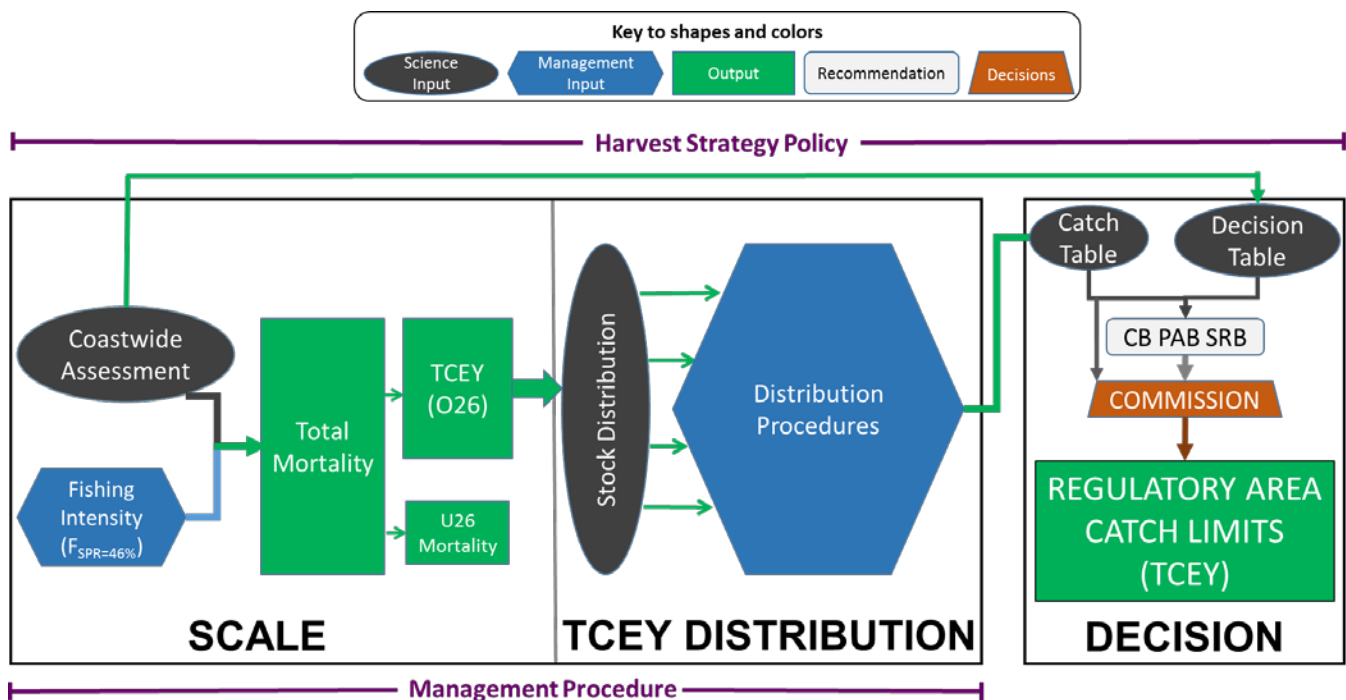 Key to shapes and colors
Science
Input
Management
Input
Output
Recommendation
Decisions
Harvest Strategy Policy
Coastwide
Assessment
Fishing
Intensity
(F_SPR=46%)
Total
Mortality
TCEY
(O26)
U26
Mortality
SCALE
Stock Distribution
Distribution
Procedures
TCEY DISTRIBUTION
Catch
Table
Decision
Table
CB PAB SRB
COMMISSION
REGULATORY AREA
CATCH LIMITS
(TCEY)
DECISION
Management Procedure